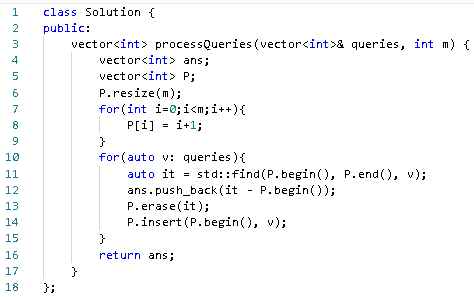 1 class Solution {
2 public:
3     vector<int> processQueries(vector<int>& queries, int m) {
4         vector<int> ans;
5         vector<int> P;
6         P.resize(m);
7         for(int i=0;i<m;i++){
8             P[i] = i+1;
9         }
10         for(auto v: queries){
11             auto it = std::find(P.begin(), P.end(), v);
12             ans.push_back(it - P.begin());
13             P.erase(it);
14             P.insert(P.begin(), v);
15         }
16         return ans;
17     }
18 };